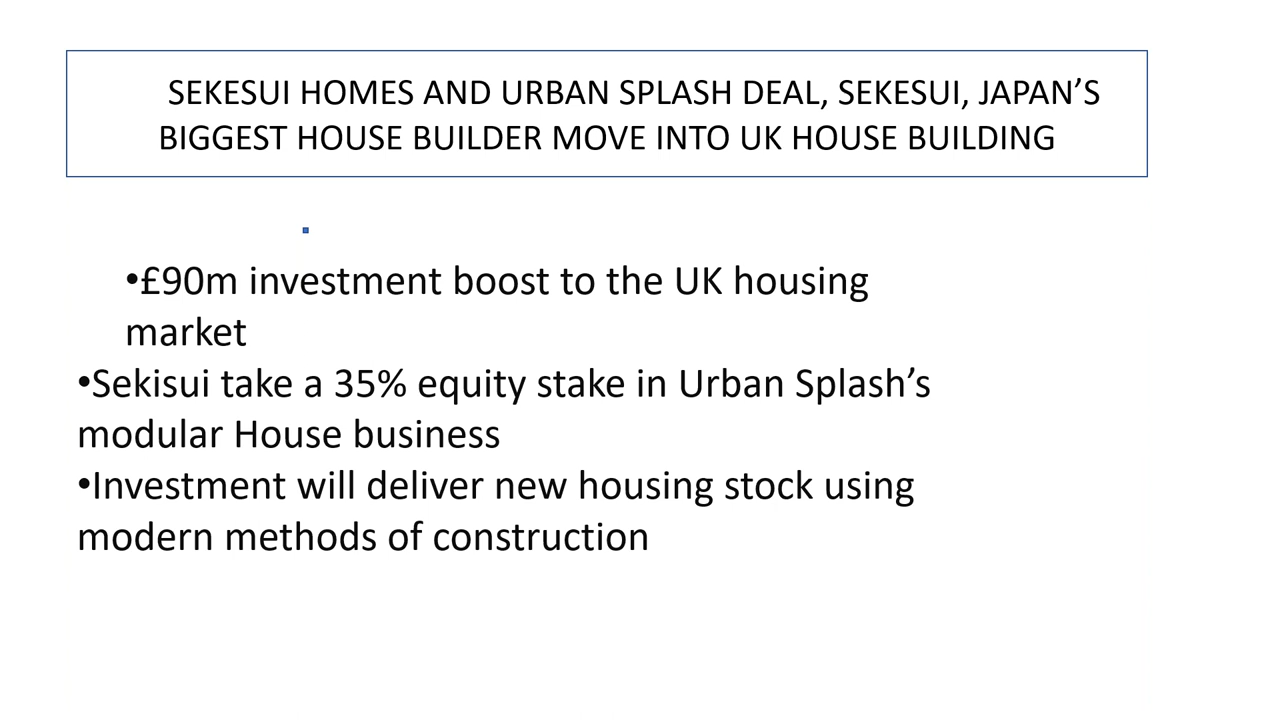 SEKESUI HOMES AND URBAN SPLASH DEAL, SEKESUI, JAPAN’S
BIGGEST HOUSE BUILDER MOVE INTO UK HOUSE BUILDING
•£90m investment boost to the UK housing
market
•Sekisui take a 35% equity stake in Urban Splash’s
modular House business
•Investment will deliver new housing stock using
modern methods of construction